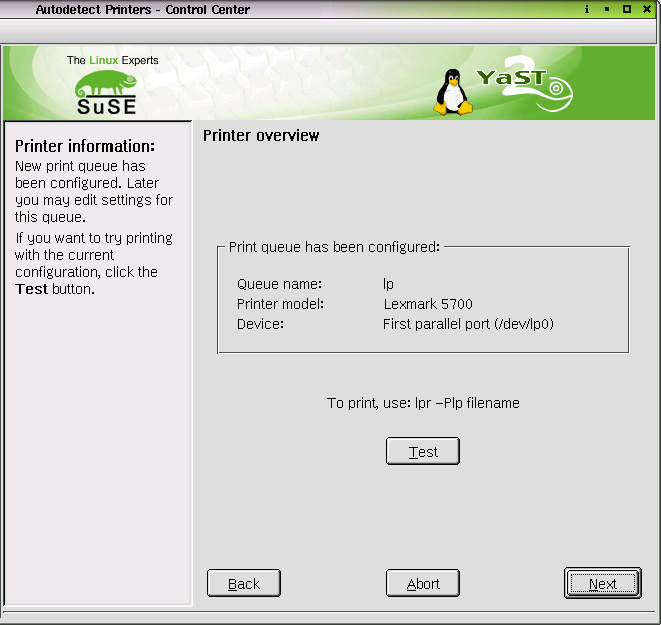 Autodetect Printers - Control Center
The Linux Experts
SuSE
YaST
2
Printer information:
New print queue has
been configured. Later
you may edit settings for
this queue.
If you want to try printing
with the current
configuration, click the
Test button.
Printer overview
Print queue has been configured:
Queue name: lp
Printer model: Lexmark 5700
Device: First parallel port (/dev/lp0)
To print, use: lpr -Plp filename
Test
Back
Abort
Next